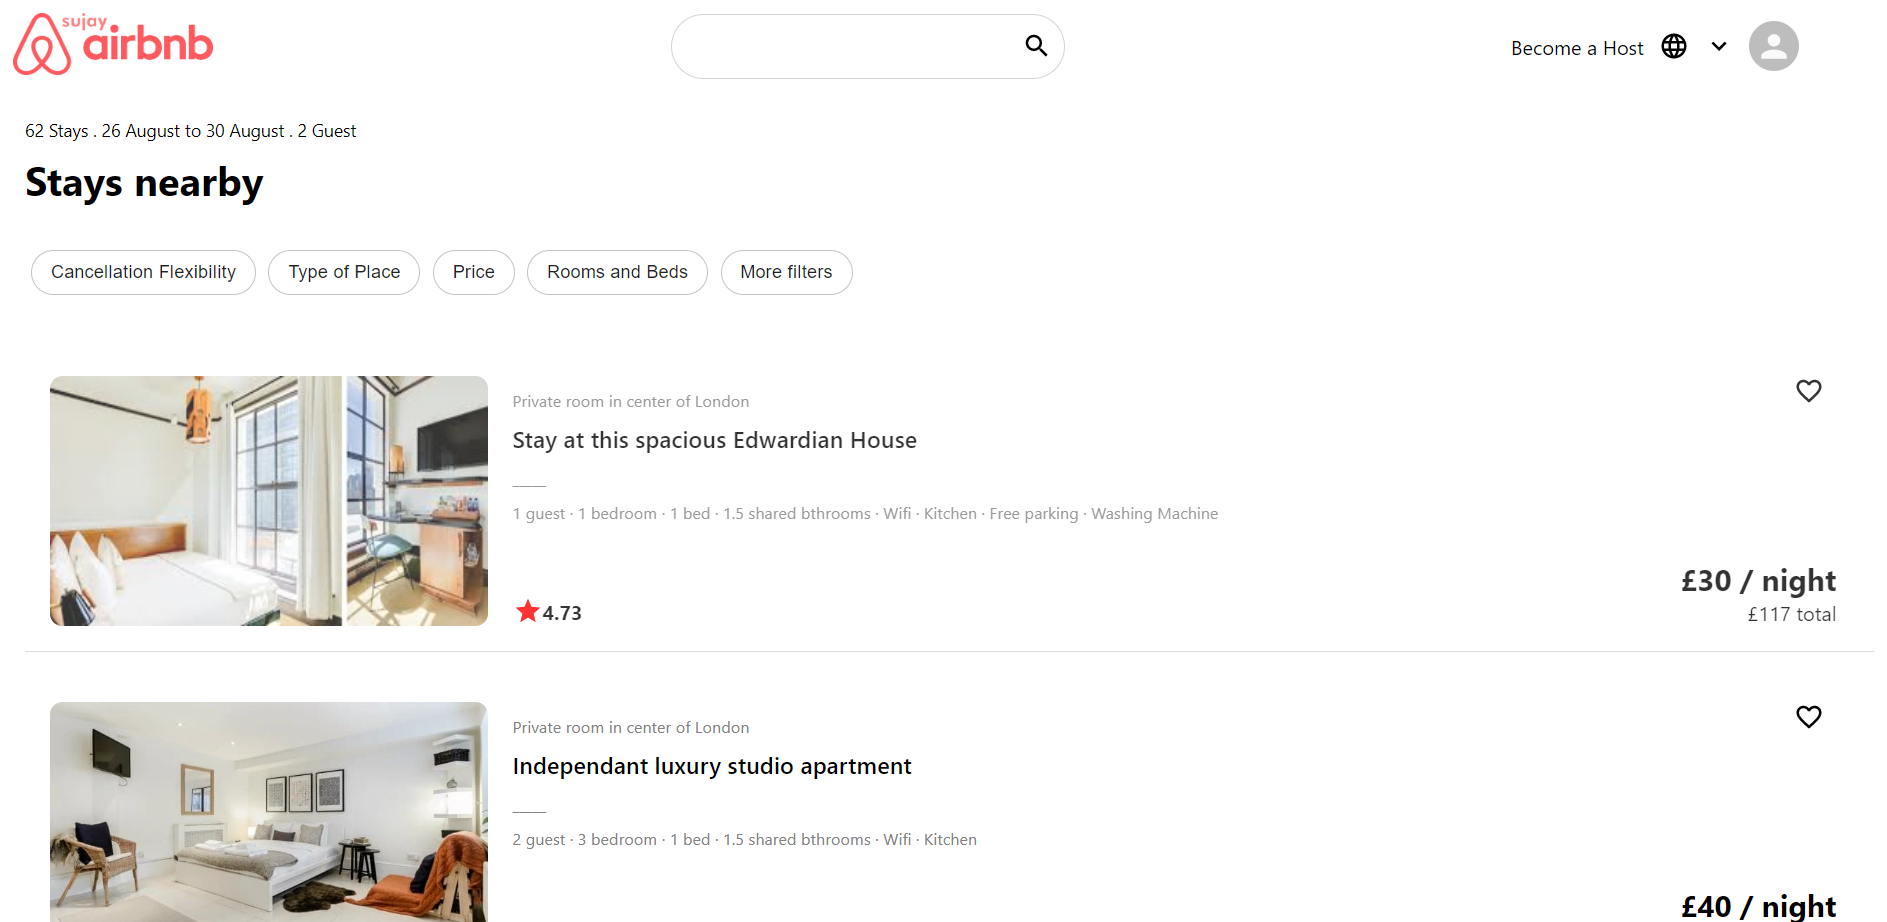 sujay
airbnb
Become a Host
62 Stays . 26 August to 30 August . 2 Guest
Stays nearby
Cancellation Flexibility
Type of Place
Price
Rooms and Beds
More filters
Private room in center of London
Stay at this spacious Edwardian House
1 guest · 1 bedroom · 1 bed · 1.5 shared bthrooms · Wifi · Kitchen · Free parking · Washing Machine
£30 / night
4.73
£117 total
Private room in center of London
Independant luxury studio apartment
2 guest · 3 bedroom · 1 bed · 1.5 shared bthrooms · Wifi · Kitchen
£40 / night